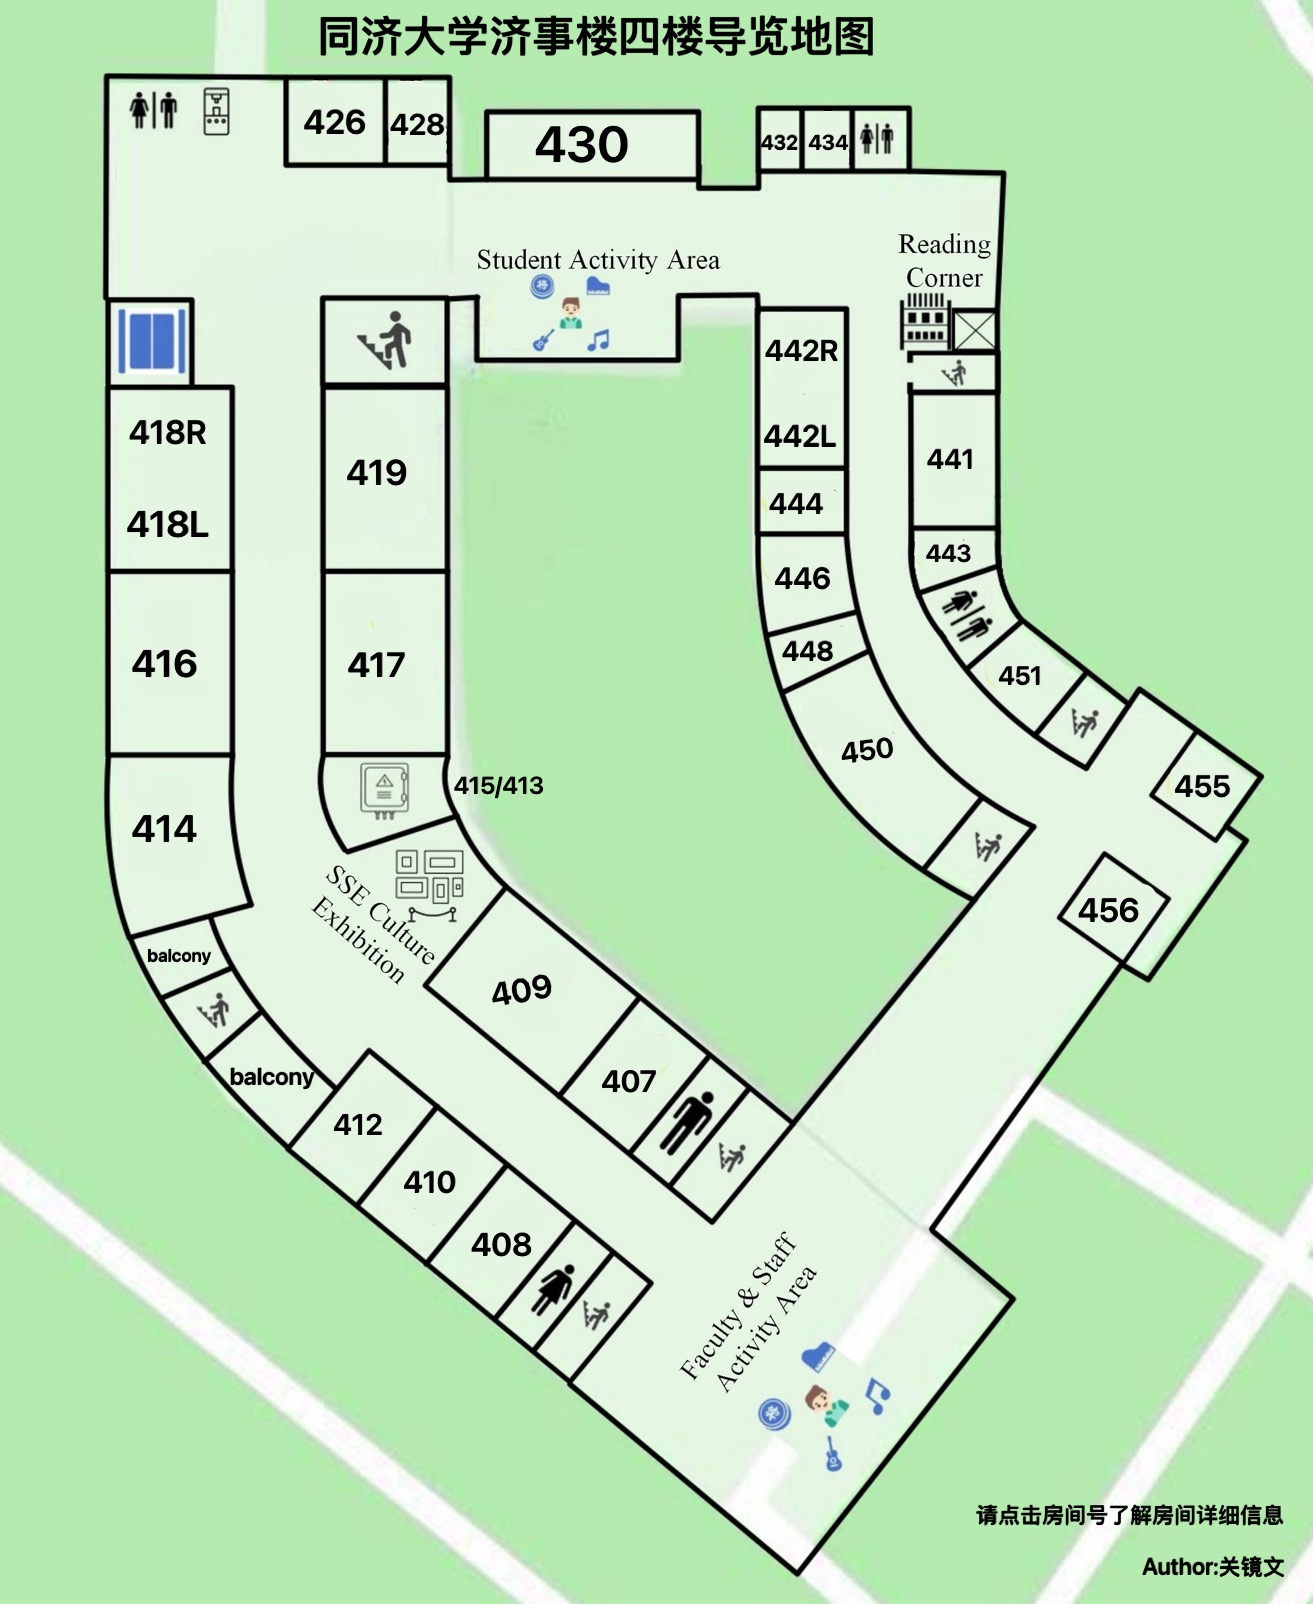 同济大学济事楼四楼导览地图
426
428
430
432
434
Student Activity Area
Reading
Corner
442R
442L
418R
418L
419
441
444
443
446
448
416
417
451
450
455
415/413
414
456
SSE Culture
Exhibition
balcony
409
balcony
407
412
410
408
Faculty & Staff
Activity Area
将
将
请点击房间号了解房间详细信息
Author:关镜文